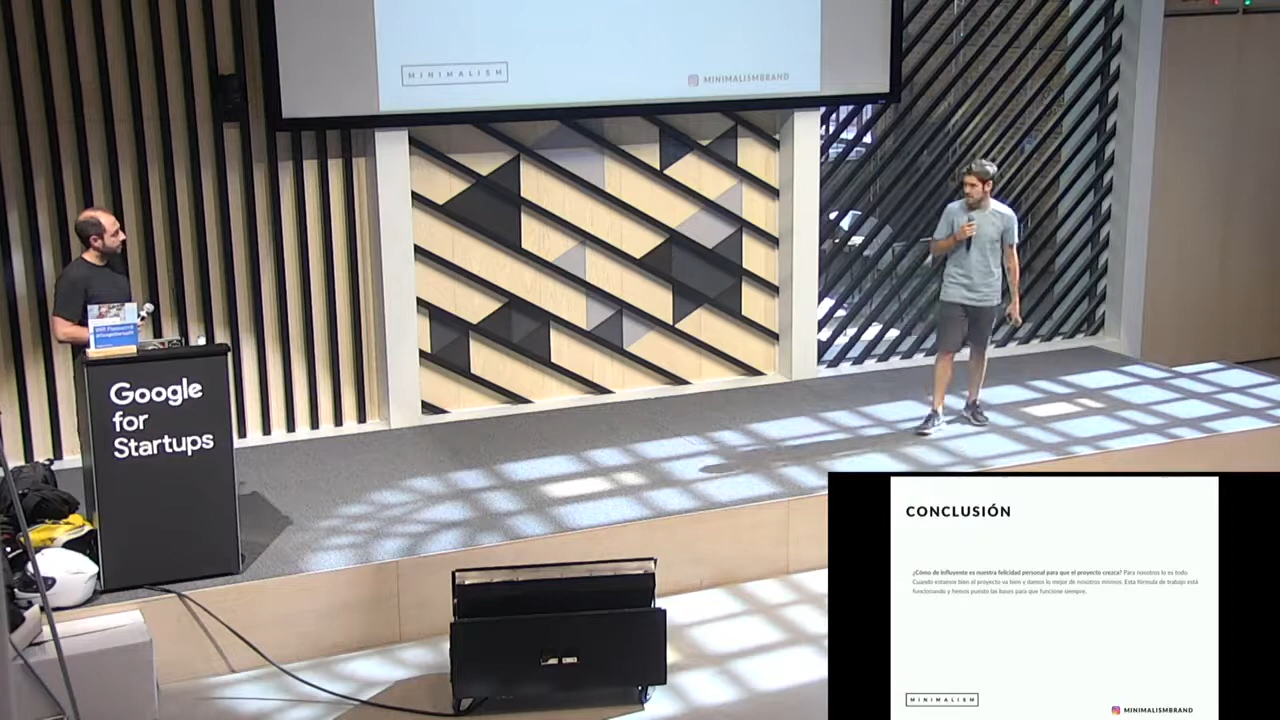 MINIMALISM
MINIMALISMBRAND
Google
for
Startups
CONCLUSIÓN
¿Cómo de influyente es nuestra felicidad personal para que el proyecto crezca? Para nosotros lo es todo.
Cuando estamos bien el proyecto va bien y damos lo mejor de nosotros mismos. Esta fórmula de trabajo está
funcionando y hemos puesto las bases para que funcione siempre.
MINIMALISM
MINIMALISMBRAND